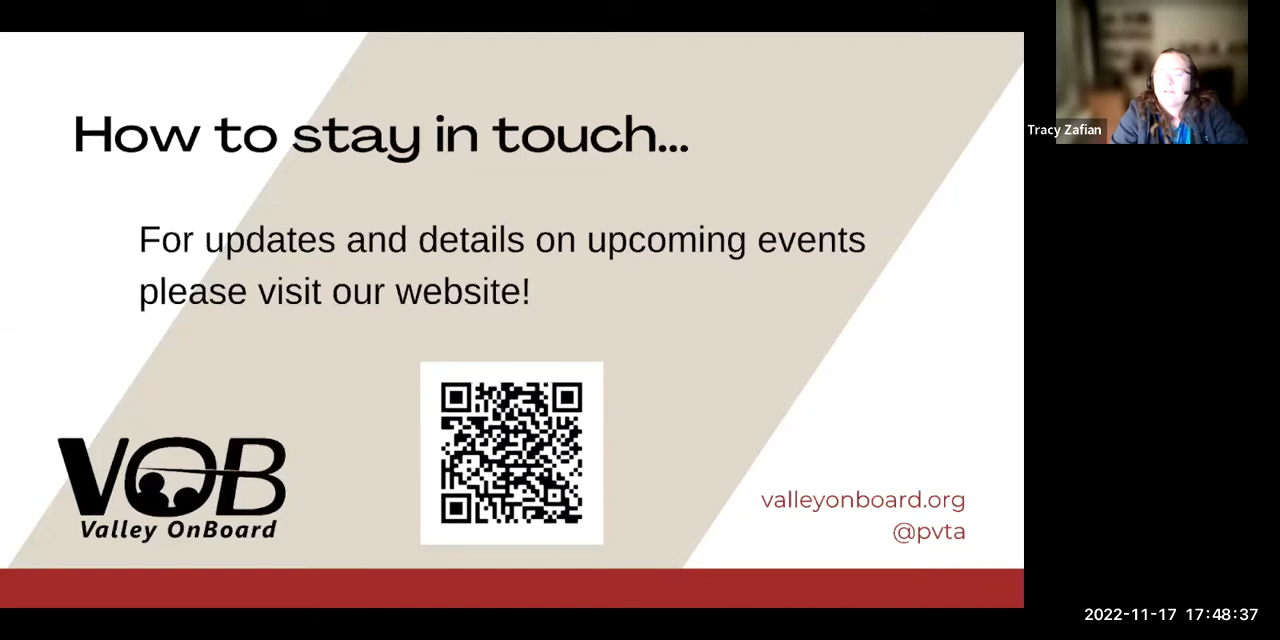 How to stay in touch...
For updates and details on upcoming events
please visit our website!
VOB
Valley OnBoard
valleyonboard.org
@pvta
Tracy Zafian
2022-11-17 17:48:37